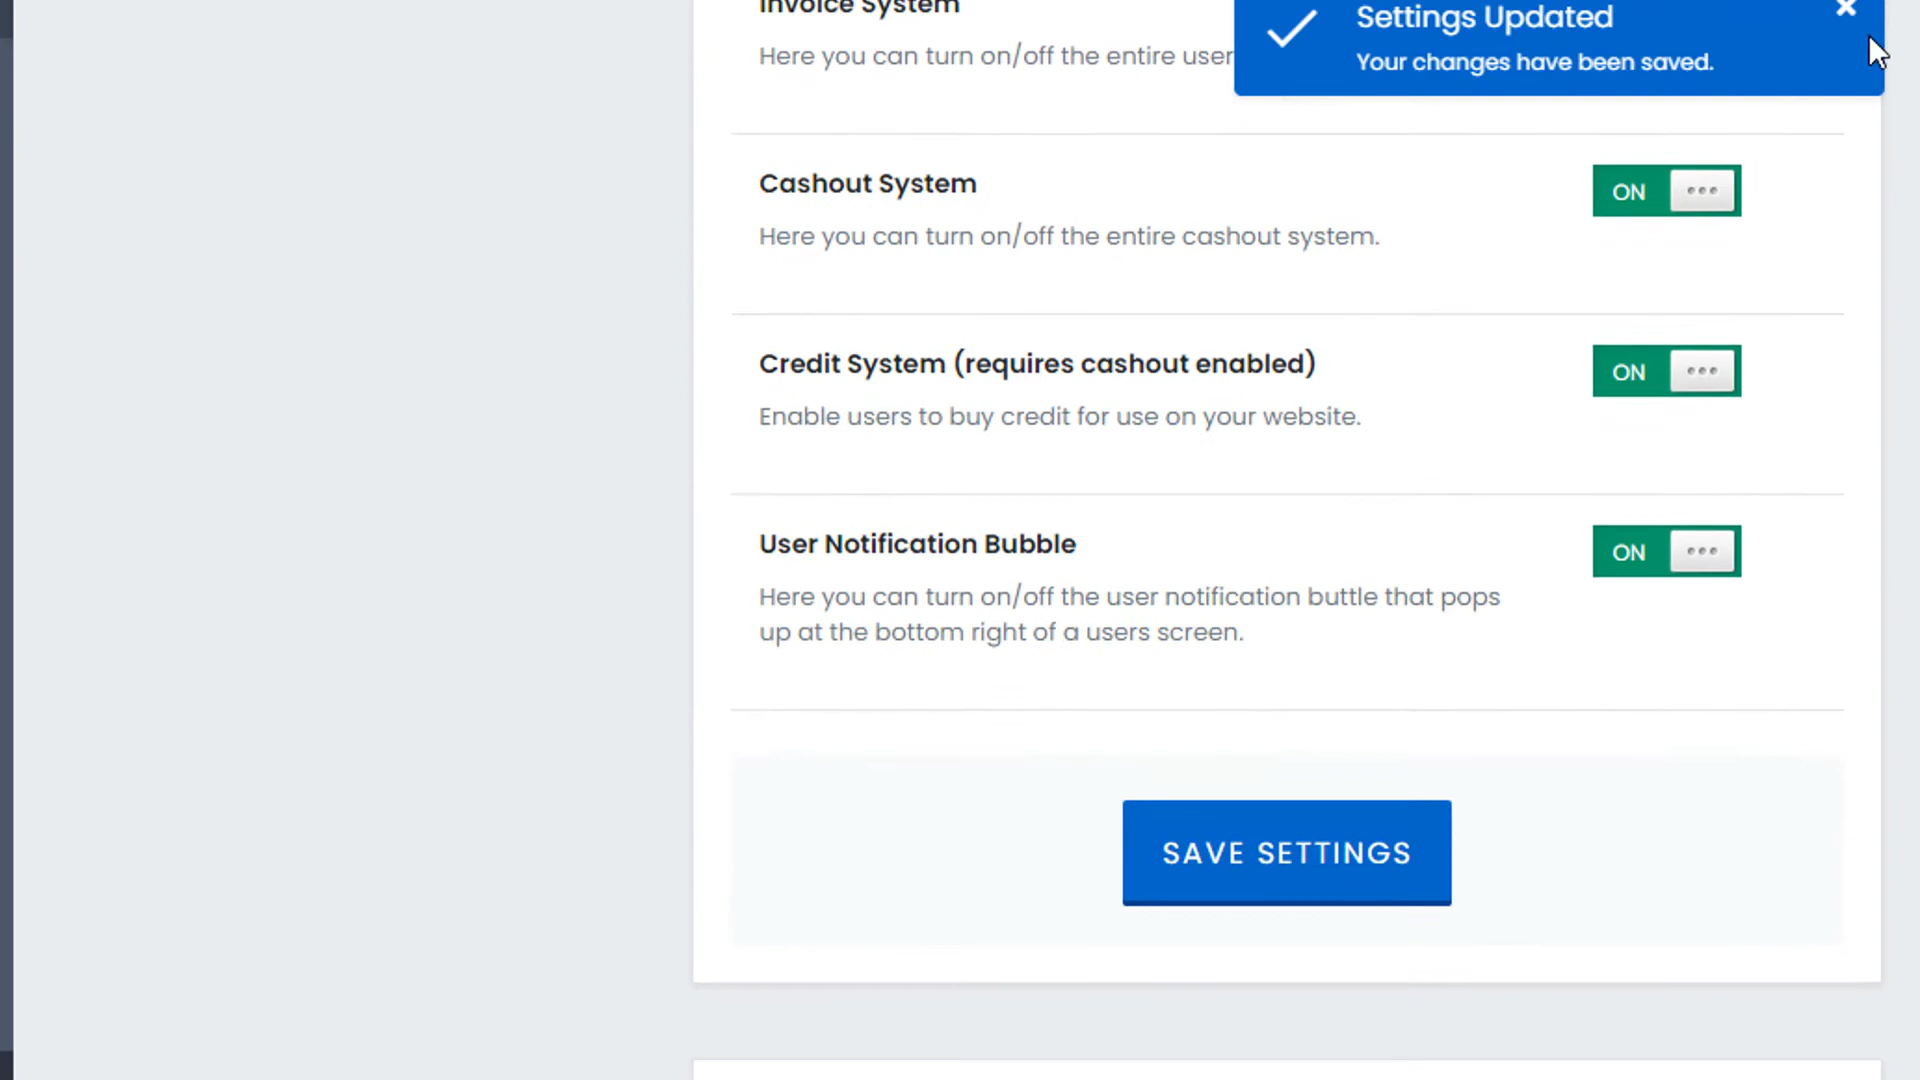 Invoice System
Here you can turn on/off the entire user
Settings Updated
Your changes have been saved.
Cashout System
ON
Here you can turn on/off the entire cashout system.
Credit System (requires cashout enabled)
ON
Enable users to buy credit for use on your website.
User Notification Bubble
ON
Here you can turn on/off the user notification buttle that pops
up at the bottom right of a users screen.
SAVE SETTINGS